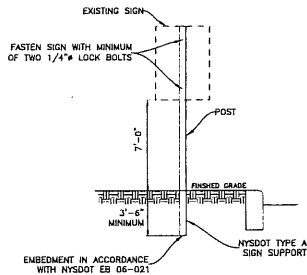 EXISTING SIGN
FASTEN SIGN WITH MINIMUM
OF TWO 1/4"ø LOCK BOLTS
7'-0"
POST
FINISHED GRADE
3'-6"
MINIMUM
NYSDOT TYPE A
SIGN SUPPORT
EMBEDMENT IN ACCORDANCE
WITH NYSDOT EB 06-021